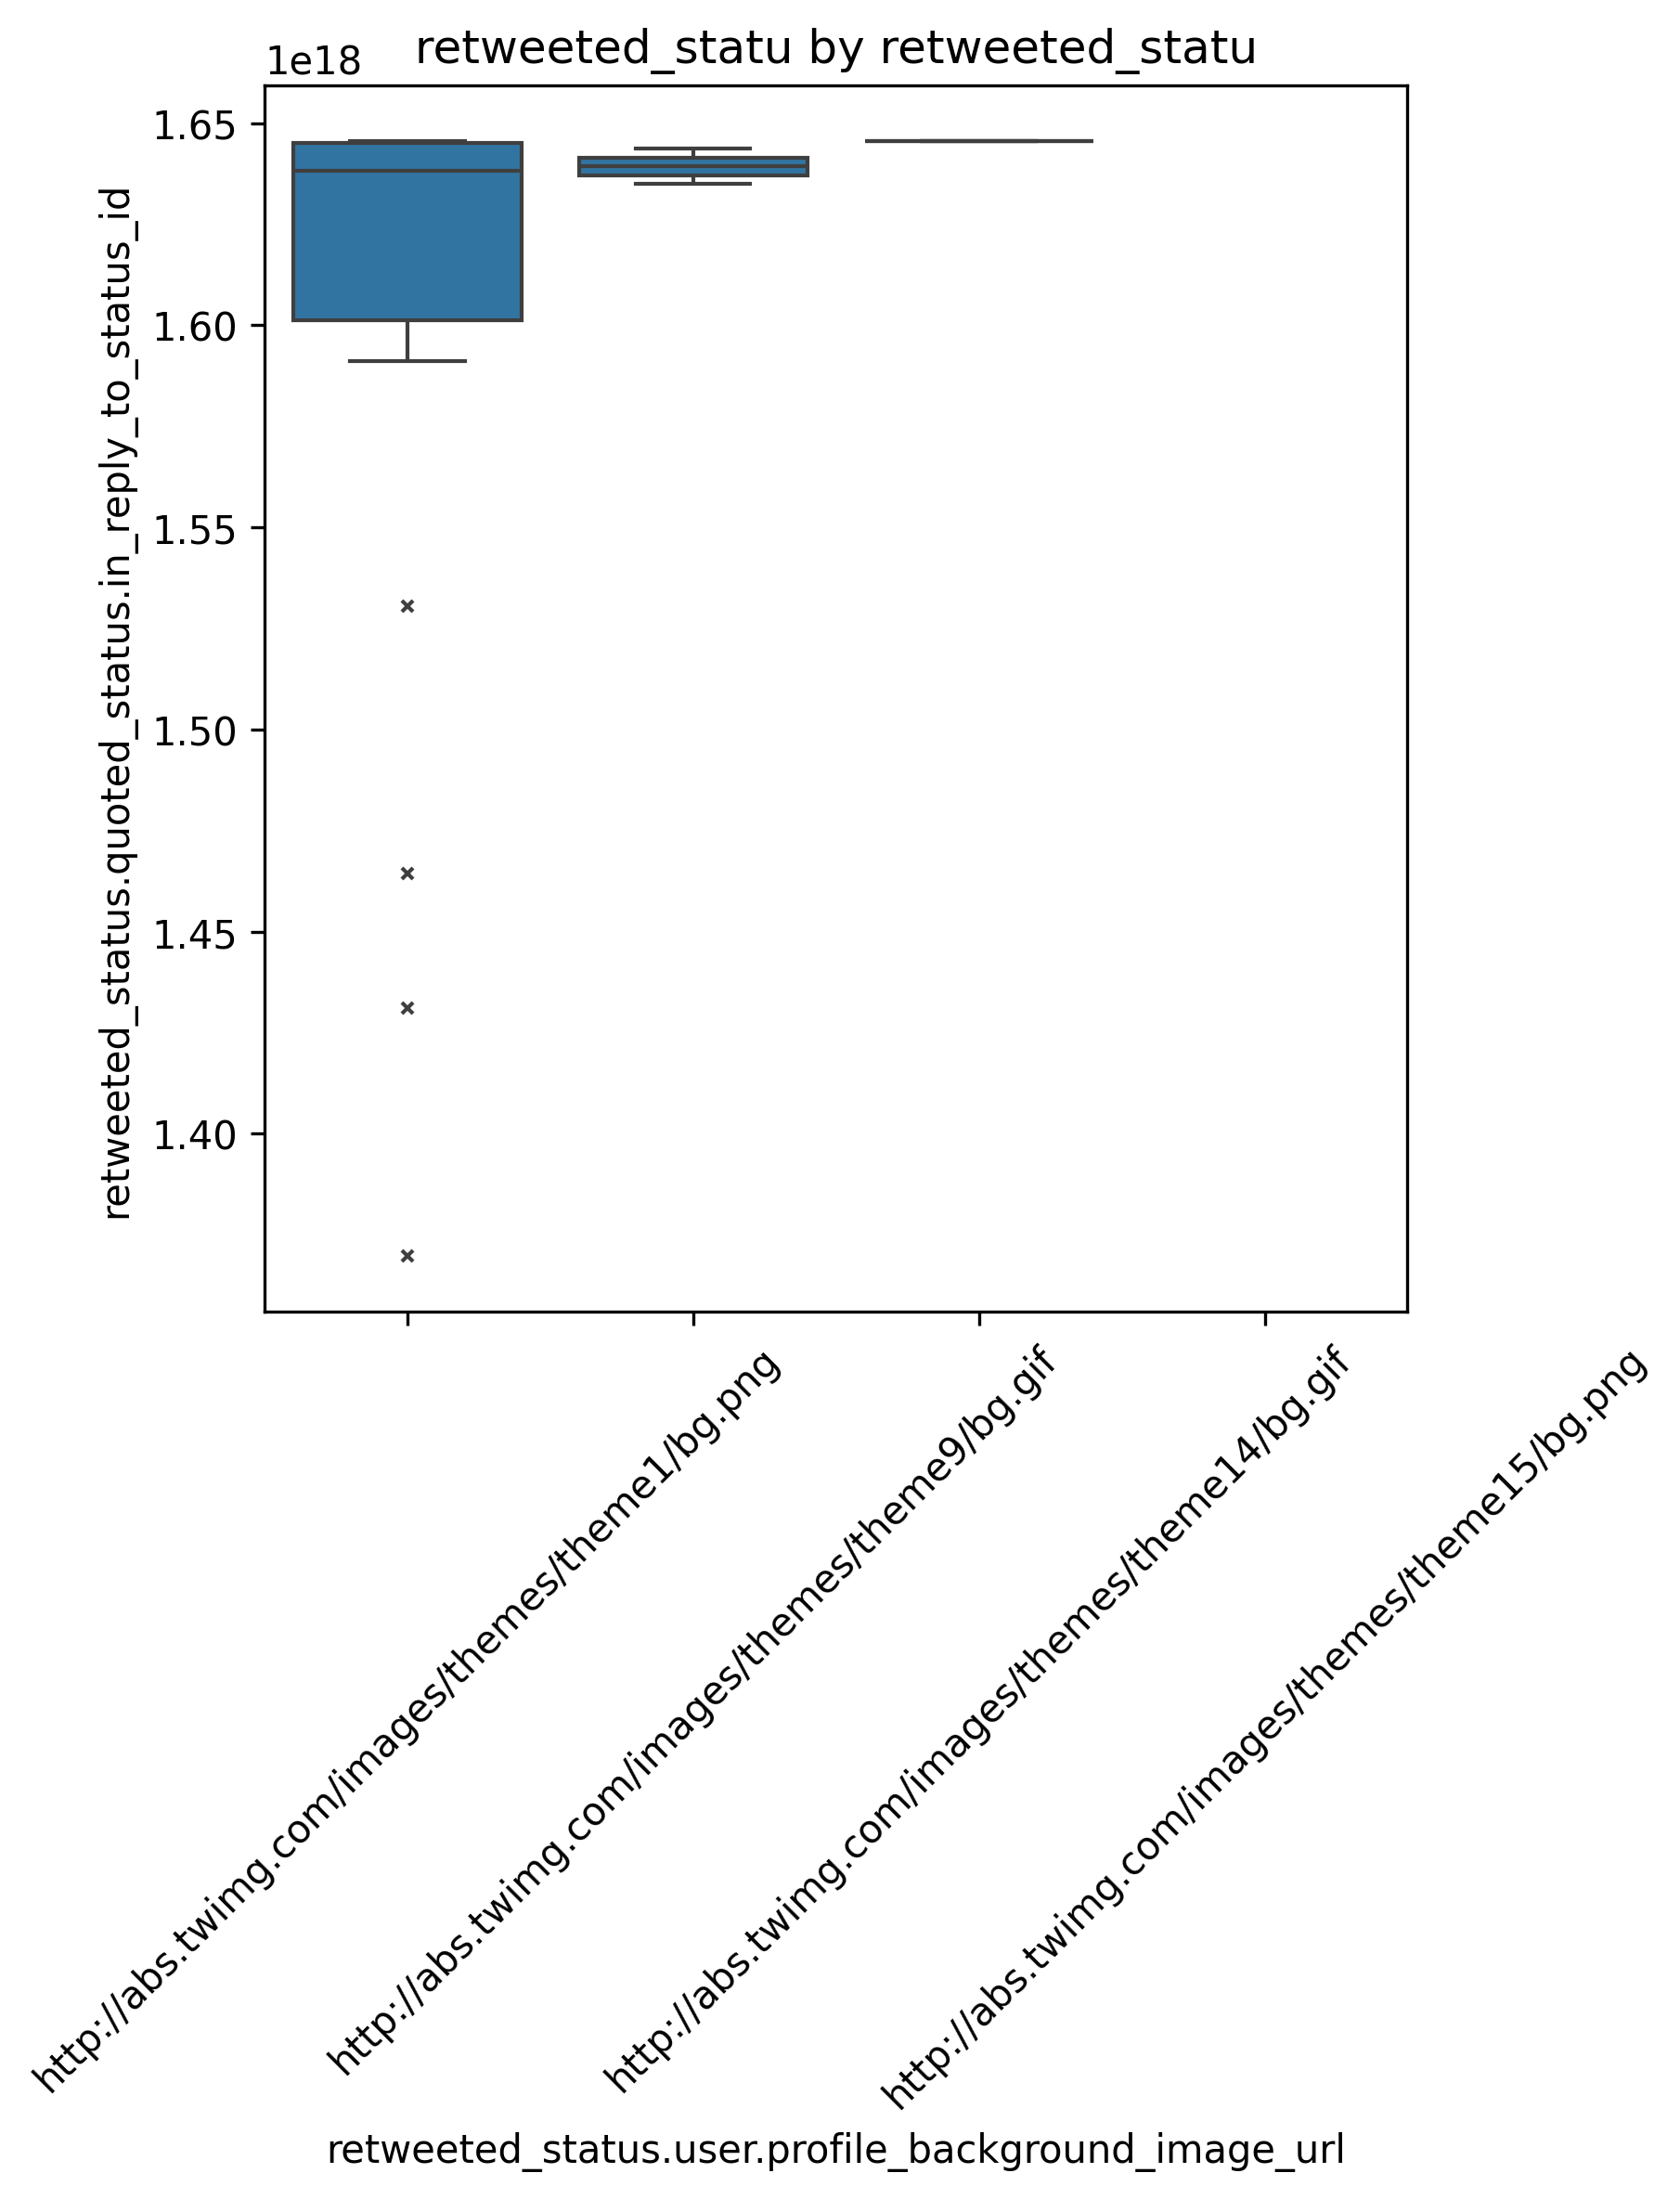 retweeted_statu by retweeted_statu
1e18
1.65
1.60
1.55
1.50
1.45
1.40
retweeted_status.quoted_status.in_reply_to_status_id
http://abs.twimg.com/images/themes/theme1/bg.png
http://abs.twimg.com/images/themes/theme9/bg.gif
http://abs.twimg.com/images/themes/theme14/bg.gif
http://abs.twimg.com/images/themes/theme15/bg.png
retweeted_status.user.profile_background_image_url